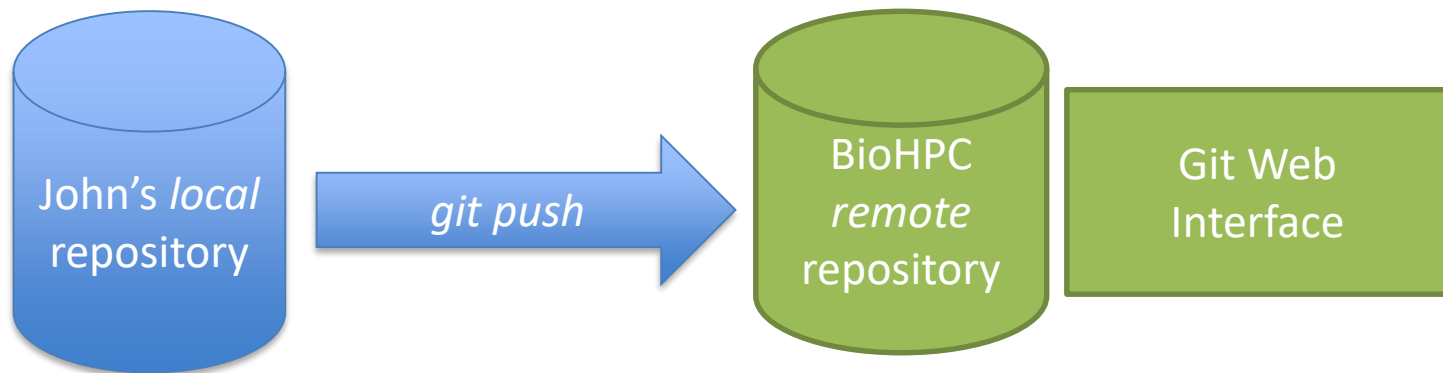 John’s local
repository
git push
BioHPC
remote
repository
Git Web
Interface